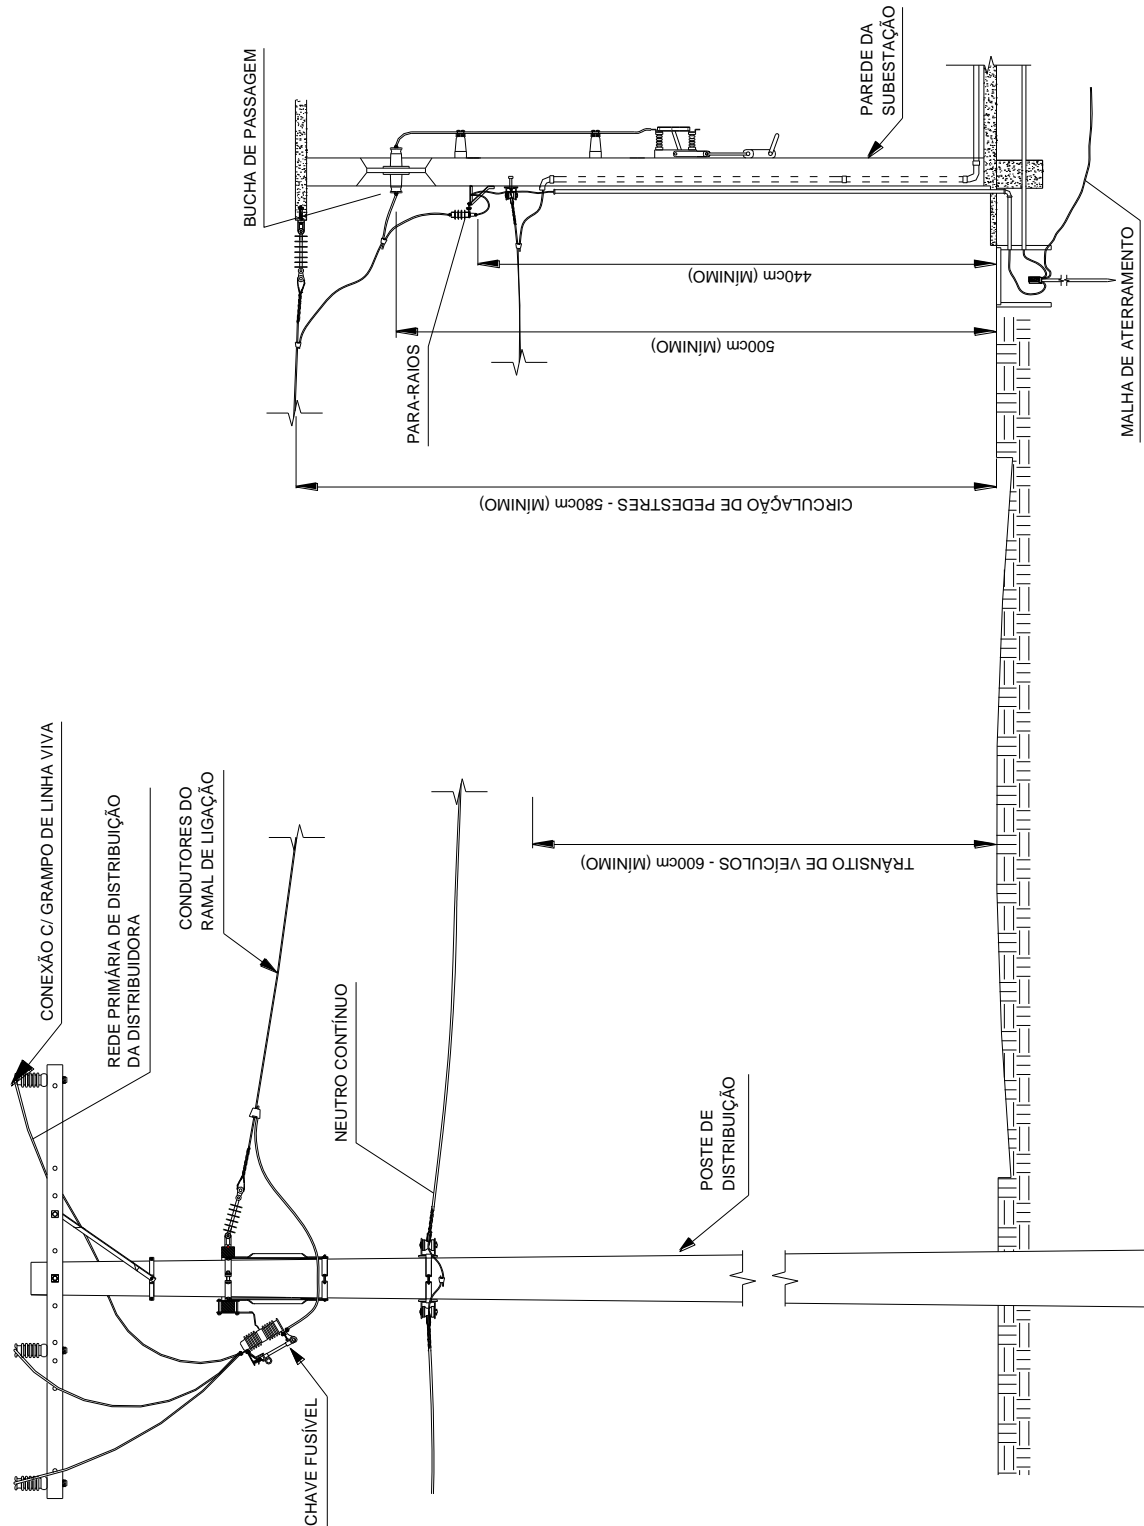 CONEXÃO C/ GRAMPO DE LINHA VIVA
REDE PRIMÁRIA DE DISTRIBUIÇÃO
DA DISTRIBUIDORA
CONDUTORES DO
RAMAL DE LIGAÇÃO
NEUTRO CONTÍNUO
CHAVE FUSÍVEL
POSTE DE
DISTRIBUIÇÃO
TRÂNSITO DE VEÍCULOS - 600cm (MÍNIMO)
BUCHA DE PASSAGEM
PARA-RAIOS
CIRCULAÇÃO DE PEDESTRES - 580cm (MÍNIMO)
500cm (MÍNIMO)
440cm (MÍNIMO)
PAREDE DA
SUBESTAÇÃO
MALHA DE ATERRAMENTO